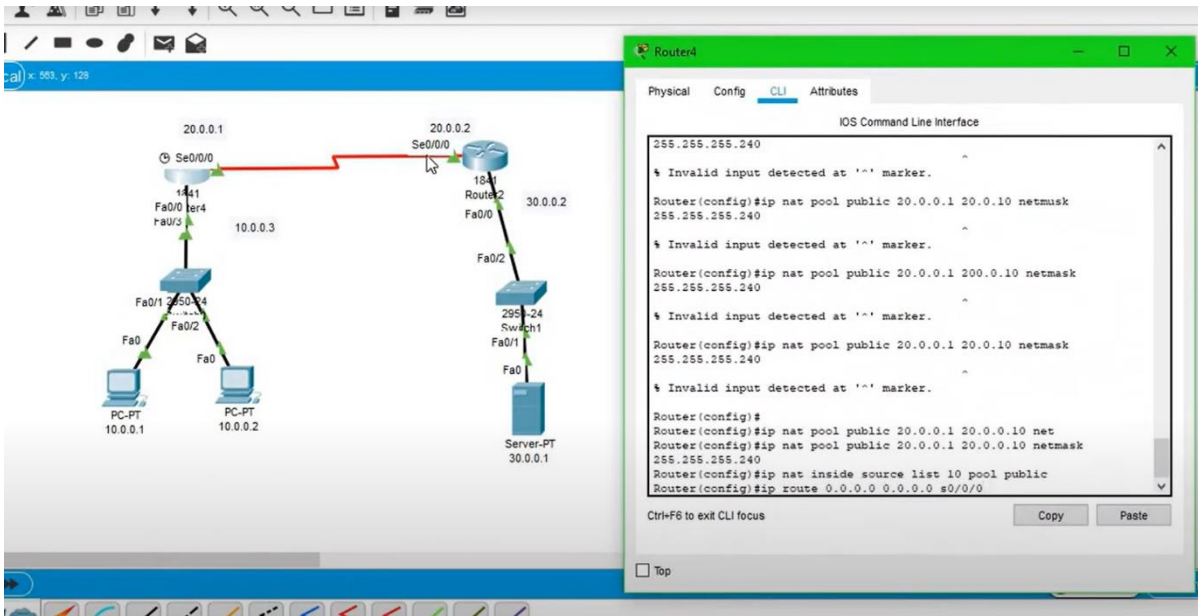 x: 563, y: 128
20.0.0.1
20.0.0.2
Se0/0/0
Se0/0/0
1841
1841
Router2
30.0.0.2
Fa0/0
ter4
Fa0/3
Fa0/0
10.0.0.3
Fa0/2
Fa0/1
2950-24
Fa0/2
2950-24
Switch1
Fa0/1
Fa0
Fa0
Fa0
PC-PT
10.0.0.1
PC-PT
10.0.0.2
Server-PT
30.0.0.1
Router4
Physical Config CLI Attributes
IOS Command Line Interface
255.255.255.240
^
% Invalid input detected at '^' marker.
Router(config)#ip nat pool public 20.0.0.1 20.0.10 netmusk
255.255.255.240
^
% Invalid input detected at '^' marker.
Router(config)#ip nat pool public 20.0.0.1 200.0.10 netmask
255.255.255.240
^
% Invalid input detected at '^' marker.
Router(config)#ip nat pool public 20.0.0.1 20.0.10 netmask
255.255.255.240
^
% Invalid input detected at '^' marker.
Router(config)#
Router(config)#ip nat pool public 20.0.0.1 20.0.0.10 net
Router(config)#ip nat pool public 20.0.0.1 20.0.0.10 netmask
255.255.255.240
Router(config)#ip nat inside source list 10 pool public
Router(config)#ip route 0.0.0.0 0.0.0.0 s0/0/0
Ctrl+F6 to exit CLI focus
Copy
Paste
Top